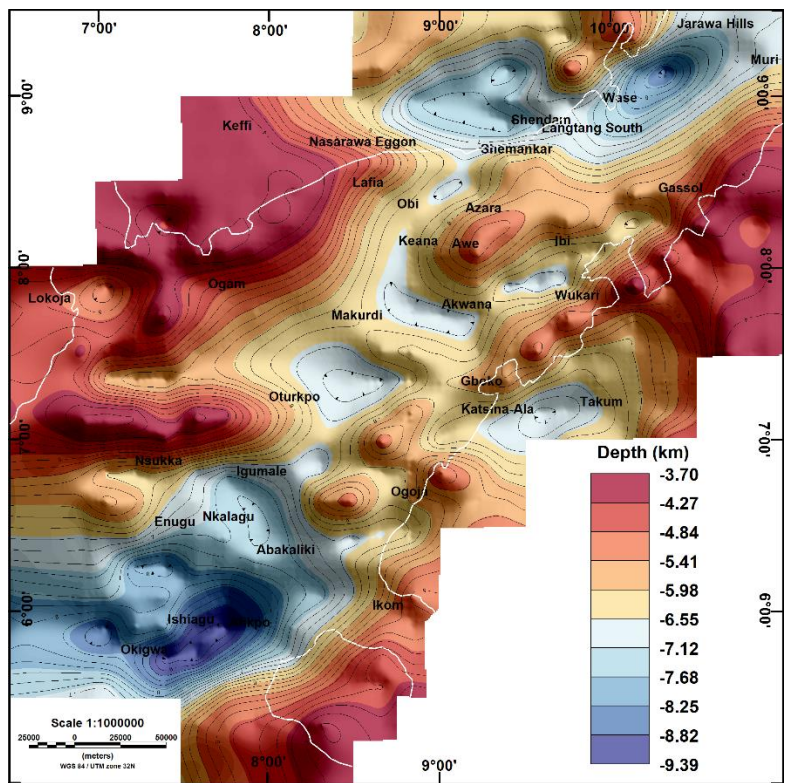 7°00' 8°00' 9°00' 10°00'
Jarawa Hills
Muri
9°00' 9°00'
Wase
Keffi
Shendam
Langtang South
Nasarawa Eggon
Shemankar
Lafia
Gassol
Obi Azara
Keana Awe Ibi
8°00' 8°00'
Lokoja
Ogam
Akwana Wukari
Makurdi
Gboko
Oturkpo
Katsina-Ala Takum
7°00' 7°00'
Nsukka
Igumale
Ogoja
Enugu Nkalagu
Abakaliki
6°00' 6°00'
Ikom
Ishiagu
Okigwe
Depth (km)
-3.70
-4.27
-4.84
-5.41
-5.98
-6.55
-7.12
-7.68
-8.25
-8.82
-9.39
Scale 1:1000000
25000 0 25000 50000
(meters)
WGS 84 / UTM zone 32N
8°00' 9°00'